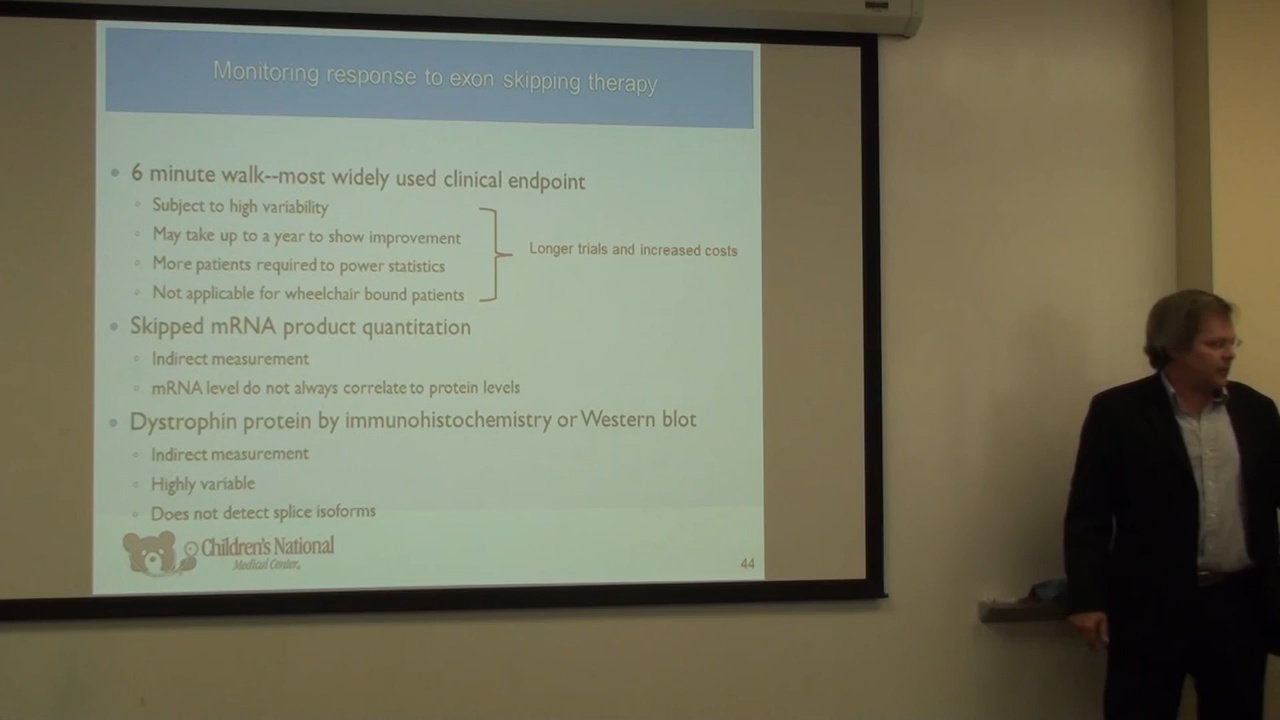 Monitoring response to exon skipping therapy
6 minute walk--most widely used clinical endpoint
Subject to high variability
May take up to a year to show improvement
More patients required to power statistics
Not applicable for wheelchair bound patients
Longer trials and increased costs
Skipped mRNA product quantitation
Indirect measurement
mRNA level do not always correlate to protein levels
Dystrophin protein by immunohistochemistry or Western blot
Indirect measurement
Highly variable
Does not detect splice isoforms
Children's National
Medical Center.
44